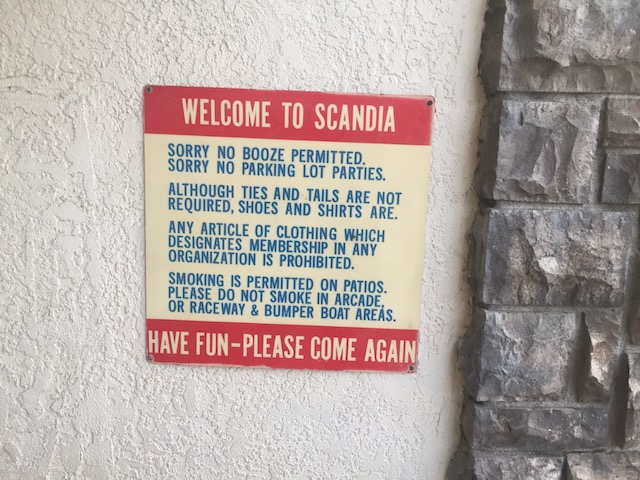 WELCOME TO SCANDIA
SORRY NO BOOZE PERMITTED.
SORRY NO PARKING LOT PARTIES.
ALTHOUGH TIES AND TAILS ARE NOT
REQUIRED, SHOES AND SHIRTS ARE.
ANY ARTICLE OF CLOTHING WHICH
DESIGNATES MEMBERSHIP IN ANY
ORGANIZATION IS PROHIBITED.
SMOKING IS PERMITTED ON PATIOS.
PLEASE DO NOT SMOKE IN ARCADE,
OR RACEWAY & BUMPER BOAT AREAS.
HAVE FUN-PLEASE COME AGAIN